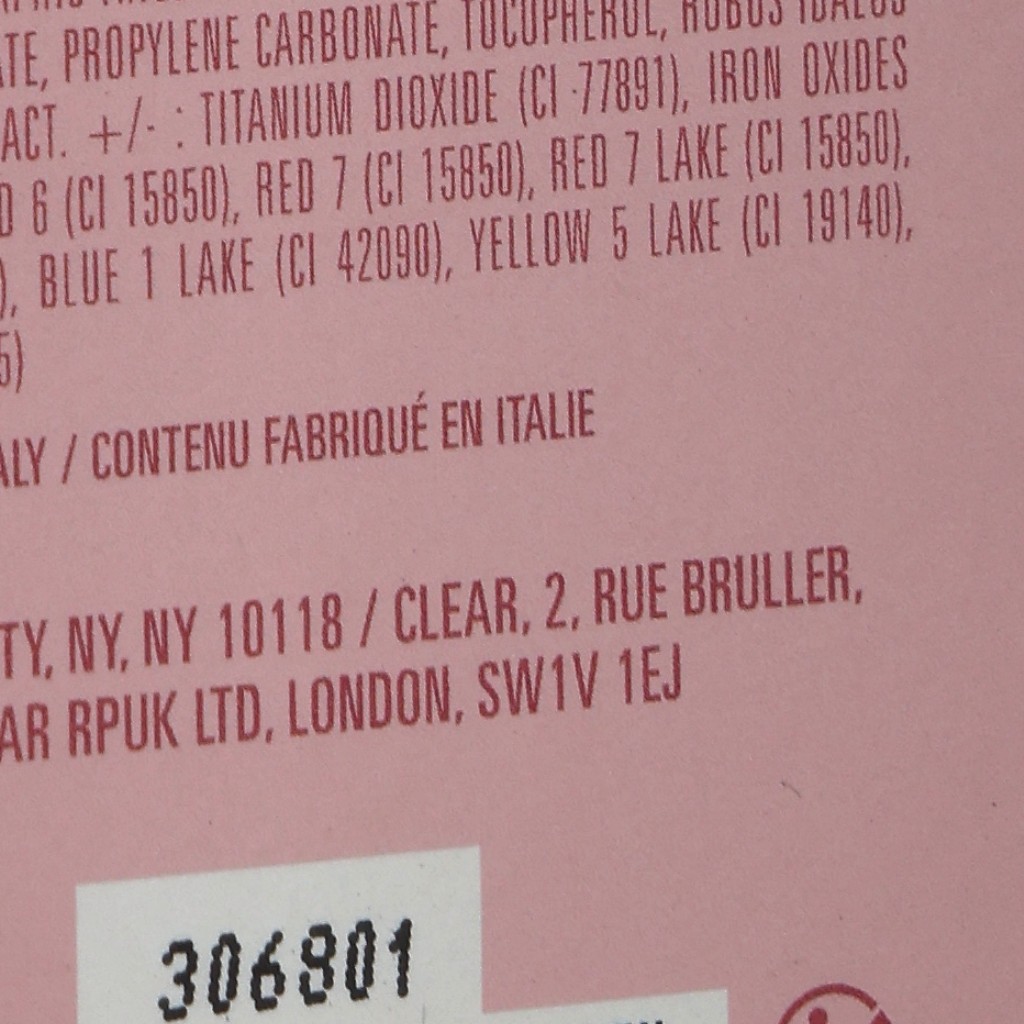 ATE, PROPYLENE CARBONATE, TOCOPHEROL, RUBUS IDAEUS
ACT. +/- : TITANIUM DIOXIDE (CI 77891), IRON OXIDES
D 6 (CI 15850), RED 7 (CI 15850), RED 7 LAKE (CI 15850),
), BLUE 1 LAKE (CI 42090), YELLOW 5 LAKE (CI 19140),
5)
ALY / CONTENU FABRIQUÉ EN ITALIE
TY, NY, NY 10118 / CLEAR, 2, RUE BRULLER,
AR RPUK LTD, LONDON, SW1V 1EJ
306801